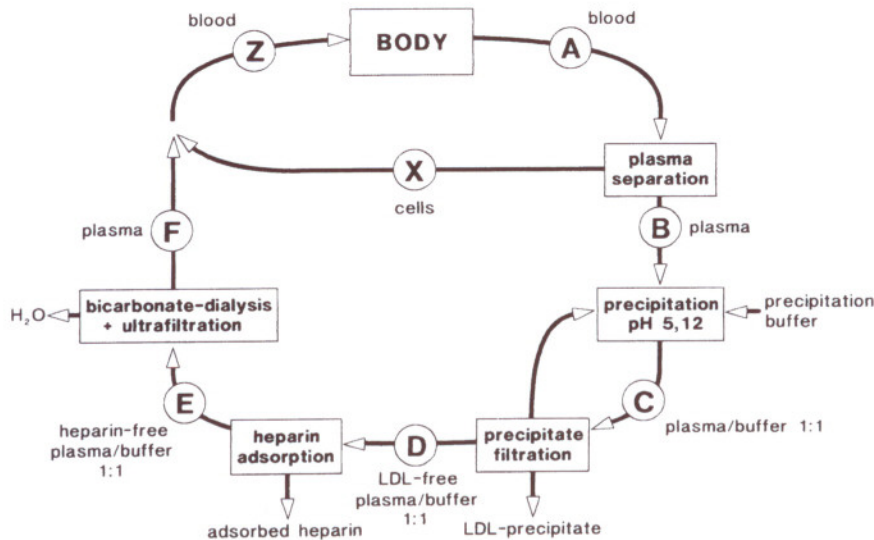 blood
Z
BODY
A
blood
plasma
separation
X
cells
B
plasma
plasma
F
H₂O
bicarbonate-dialysis
+ ultrafiltration
precipitation
pH 5,12
precipitation
buffer
E
C
plasma/buffer 1:1
heparin-free
plasma/buffer
1:1
heparin
adsorption
D
precipitate
filtration
LDL-free
plasma/buffer
1:1
adsorbed heparin
LDL-precipitate